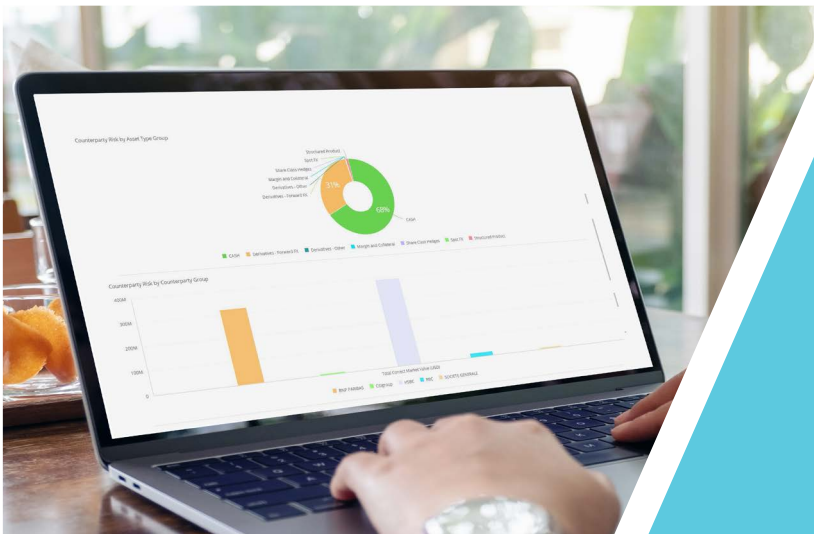 Counterparty Risk by Asset Type Group
Structured Product
Spot FX
Share Class Hedges
Margin and Collateral
Derivatives - Other
Derivatives - Forward FX
31%
68%
CASH
CASH Derivatives - Forward FX Derivatives - Other Margin and Collateral Share Class Hedges Spot FX Structured Product
Counterparty Risk by Counterparty Group
400M
300M
200M
100M
0
Total Correct Market Value (USD)
BNP PARIBAS Citigroup HSBC RBC SOCIETE GENERALE